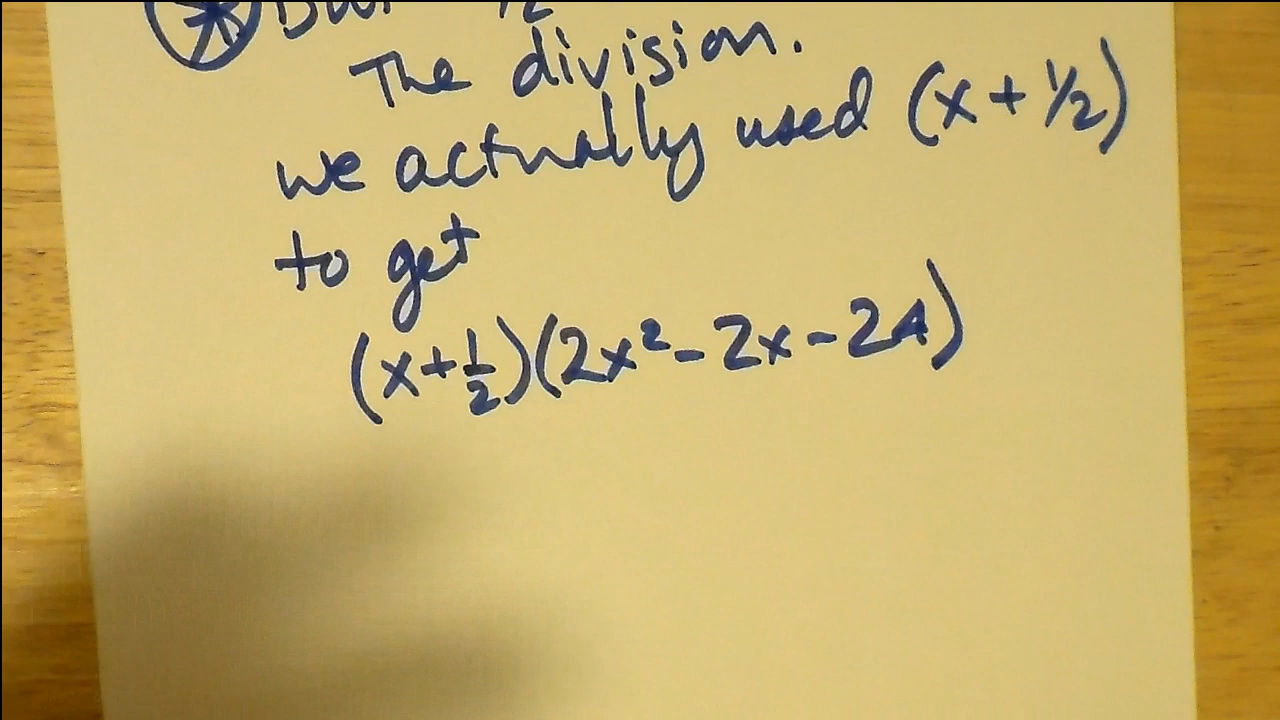 The division.
we actually used (x + 1/2)
to get
(x + 1/2)(2x² - 2x - 24)